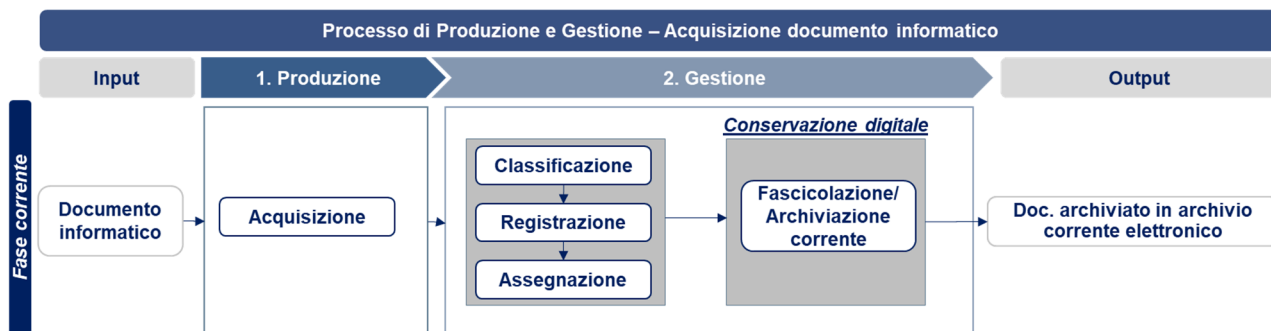 Processo di Produzione e Gestione – Acquisizione documento informatico
Input
1. Produzione
2. Gestione
Output
Fase corrente
Documento
informatico
Acquisizione
Classificazione
Registrazione
Assegnazione
Conservazione digitale
Fascicolazione/
Archiviazione
corrente
Doc. archiviato in archivio
corrente elettronico